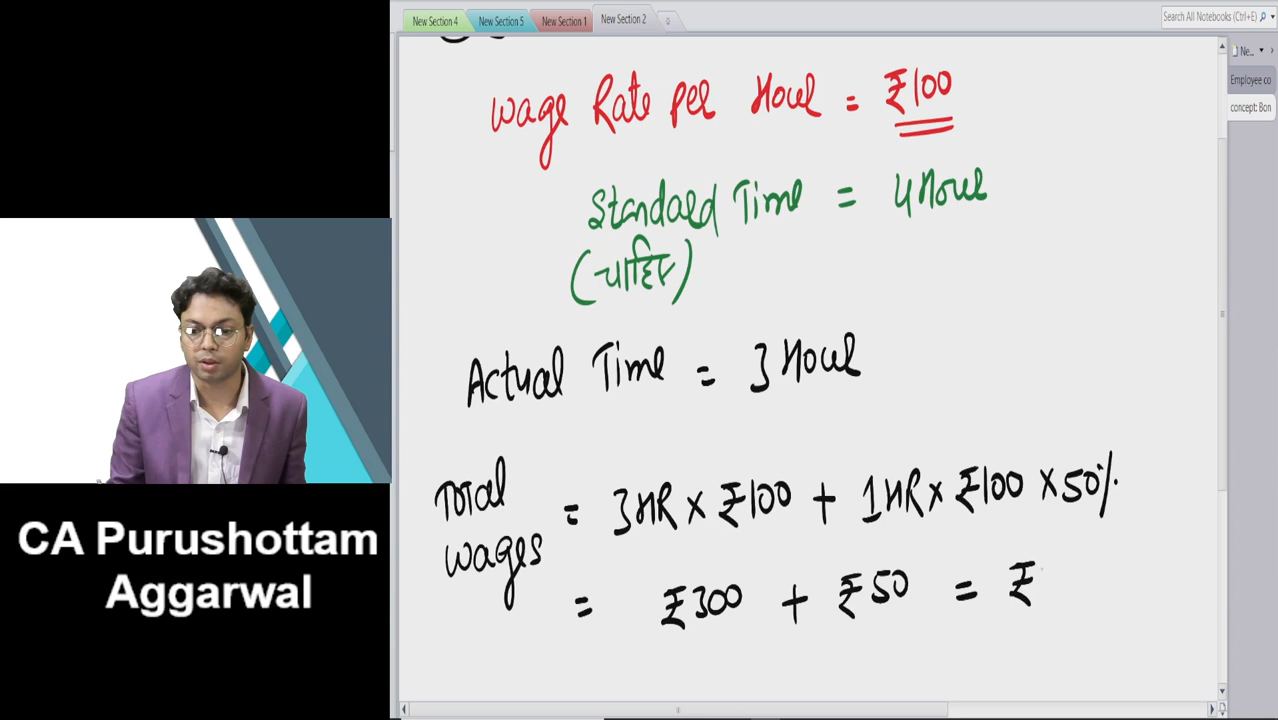 New Section 4 New Section 5 New Section 1 New Section 2
Search All Notebooks (Ctrl+E)
Ne...
Employee co
concept: Bon
Wage Rate Per Hour = ₹100
Standard Time = 4 Hour
(चाहिए)
Actual Time = 3 Hour
Total wages = 3HR × ₹100 + 1HR × ₹100 × 50%
= ₹300 + ₹50 = ₹
CA Purushottam
Aggarwal